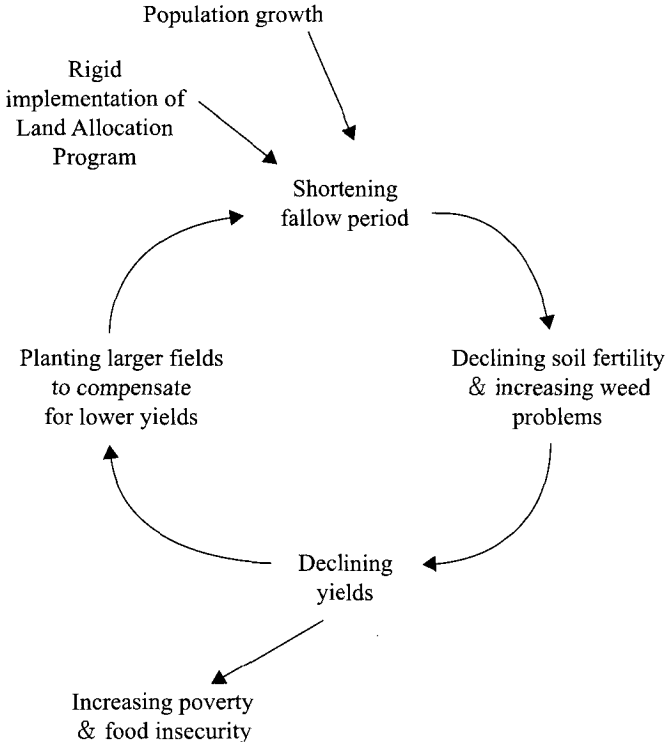 Population growth
Rigid
implementation of
Land Allocation
Program
Shortening
fallow period
Planting larger fields
to compensate
for lower yields
Declining soil fertility
& increasing weed
problems
Declining
yields
Increasing poverty
& food insecurity